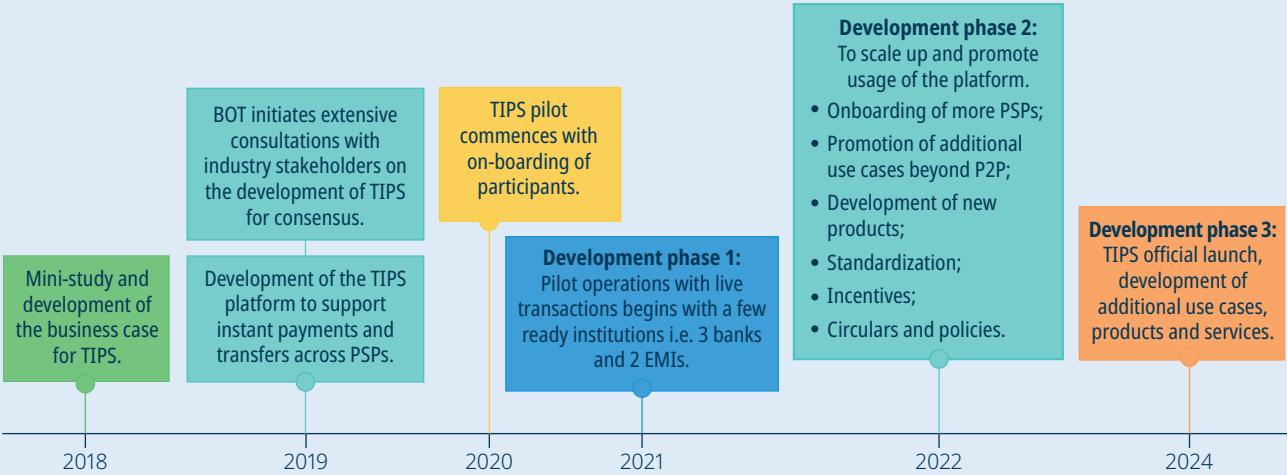 Mini-study and
development of
the business case
for TIPS.
BOT initiates extensive
consultations with
industry stakeholders on
the development of TIPS
for consensus.
Development of the TIPS
platform to support
instant payments and
transfers across PSPs.
TIPS pilot
commences with
on-boarding of
participants.
Development phase 1:
Pilot operations with live
transactions begins with a few
ready institutions i.e. 3 banks
and 2 EMIs.
Development phase 2:
To scale up and promote
usage of the platform.
• Onboarding of more PSPs;
• Promotion of additional
use cases beyond P2P;
• Development of new
products;
• Standardization;
• Incentives;
• Circulars and policies.
Development phase 3:
TIPS official launch,
development of
additional use cases,
products and services.
2018
2019
2020
2021
2022
2024